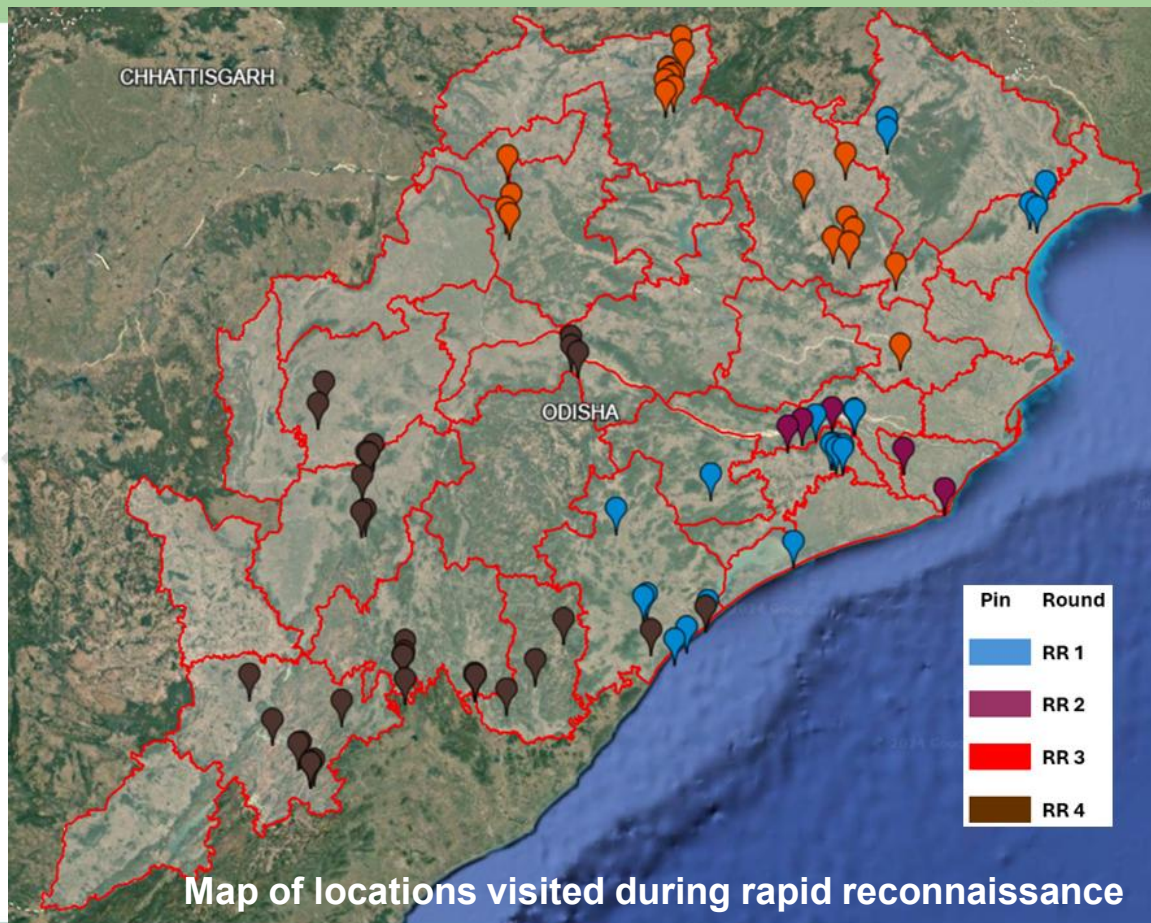 CHHATTISGARH
ODISHA
Pin Round
RR 1
RR 2
RR 3
RR 4
Map of locations visited during rapid reconnaissance